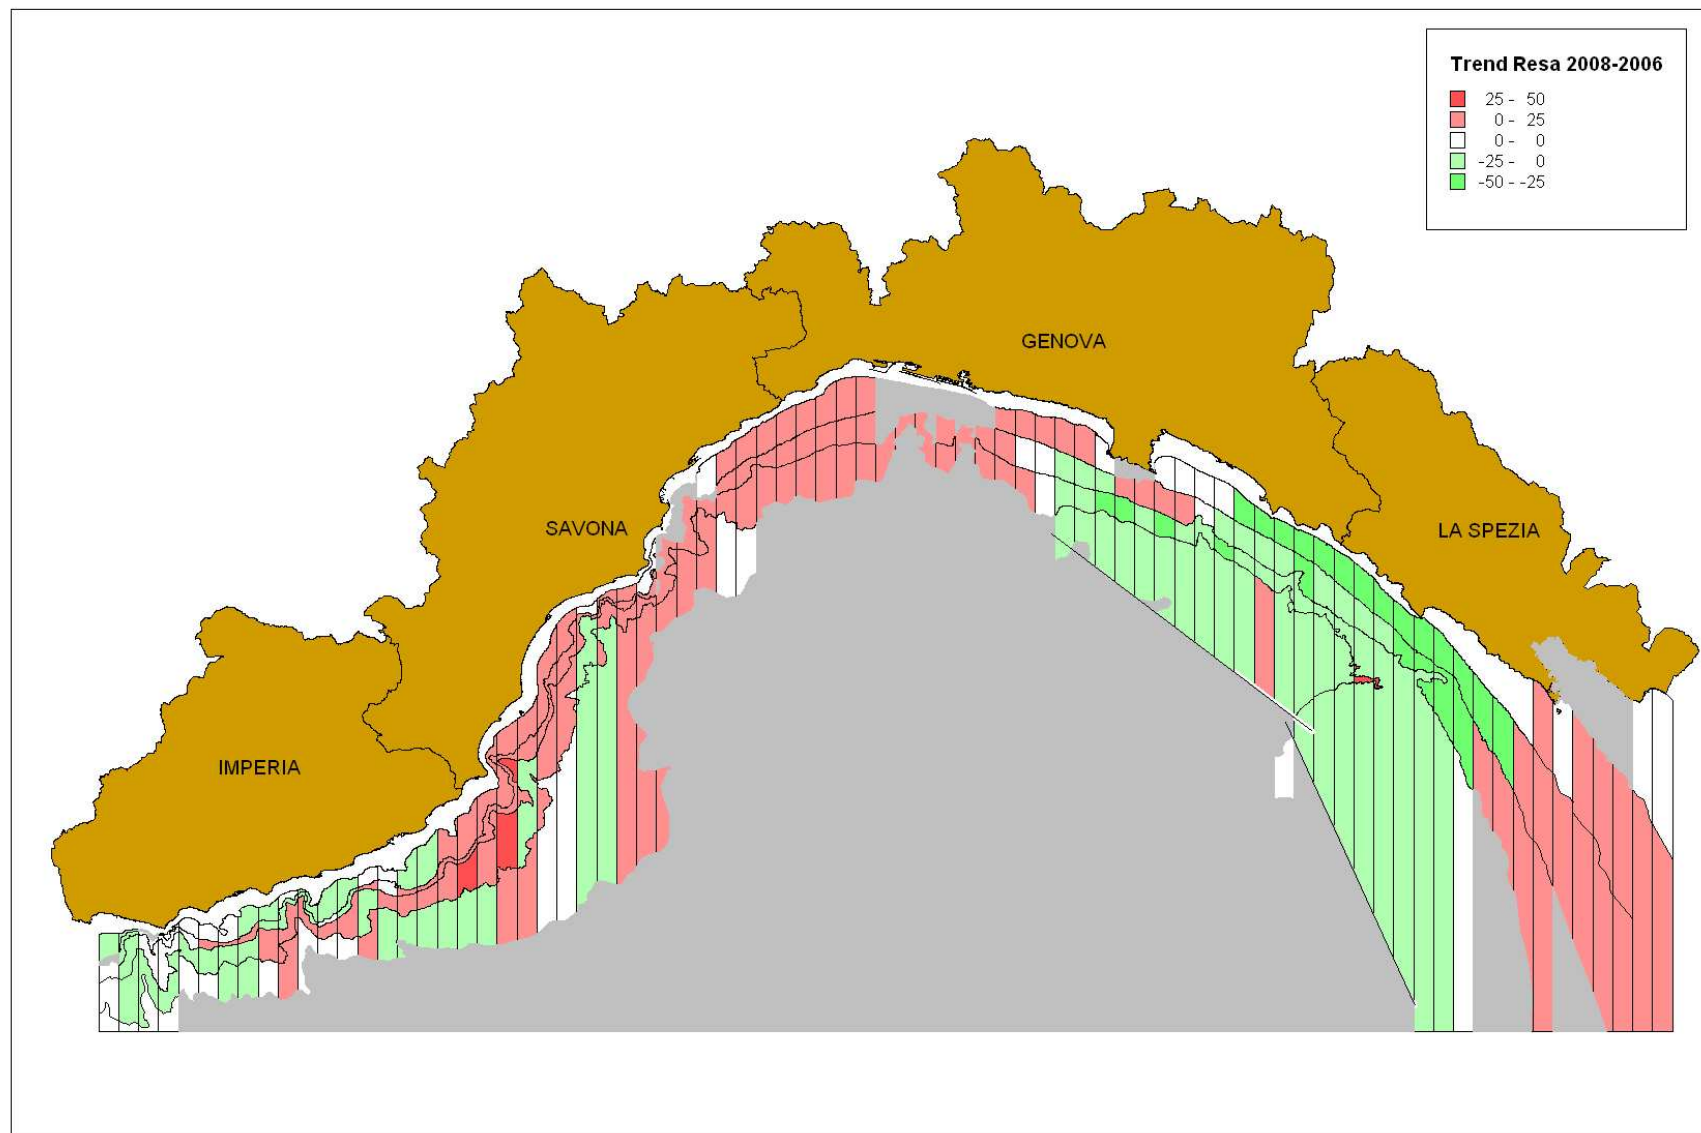 Trend Resa 2008-2006
25 - 50
0 - 25
0 - 0
-25 - 0
-50 - -25
GENOVA
SAVONA
LA SPEZIA
IMPERIA